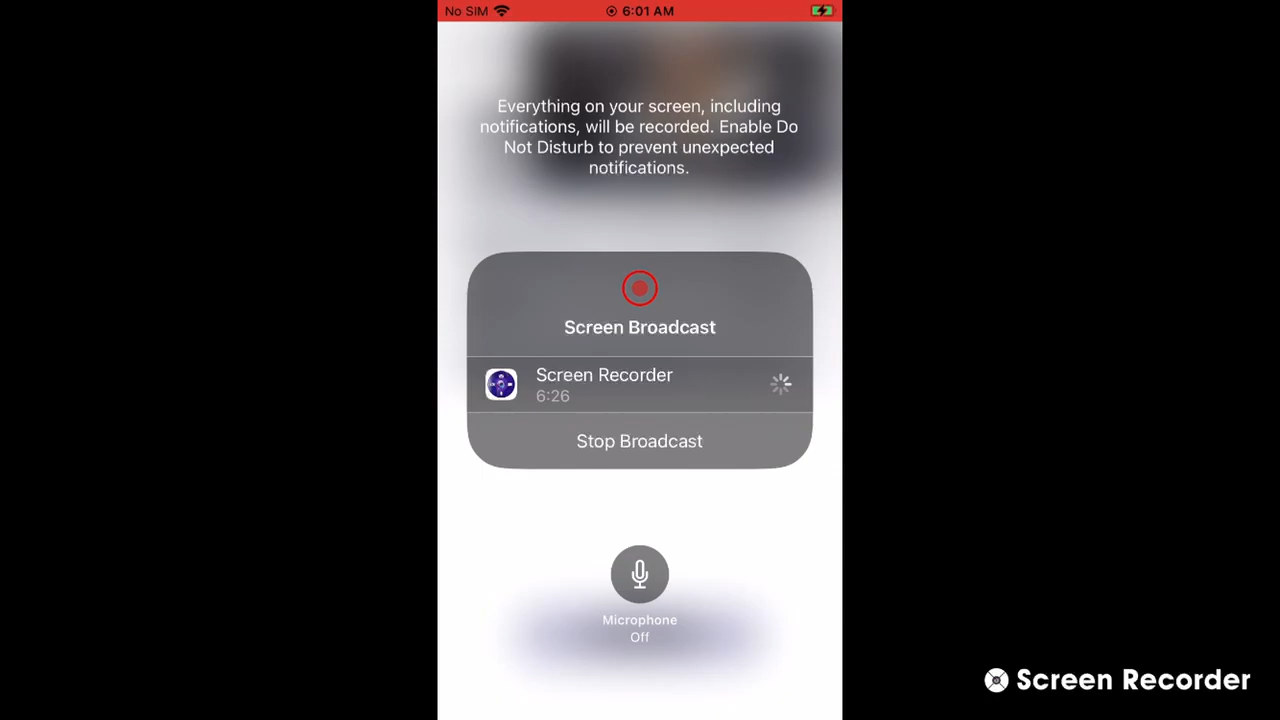 No SIM 6:01 AM
Everything on your screen, including
notifications, will be recorded. Enable Do
Not Disturb to prevent unexpected
notifications.
Screen Broadcast
Screen Recorder
6:26
Stop Broadcast
Microphone
Off
Screen Recorder